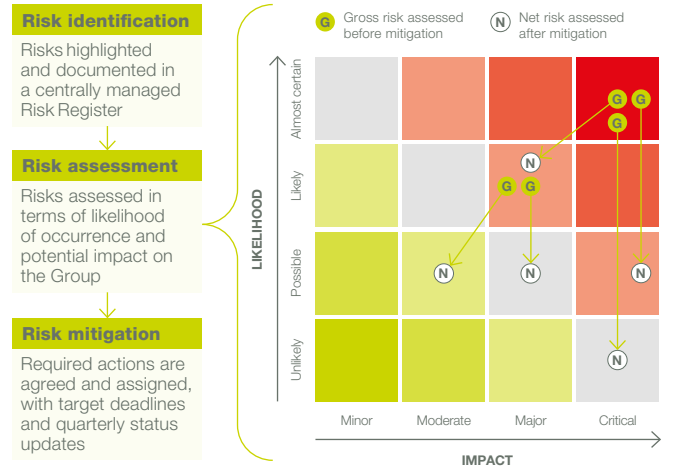 Risk identification
Risks highlighted
and documented in
a centrally managed
Risk Register
Risk assessment
Risks assessed in
terms of likelihood
of occurrence and
potential impact on
the Group
Risk mitigation
Required actions are
agreed and assigned,
with target deadlines
and quarterly status
updates
G Gross risk assessed
before mitigation
N Net risk assessed
after mitigation
LIKELIHOOD
Almost certain
Likely
Possible
Unlikely
G G
G
N
G G
N N N
N
Minor Moderate Major Critical
IMPACT